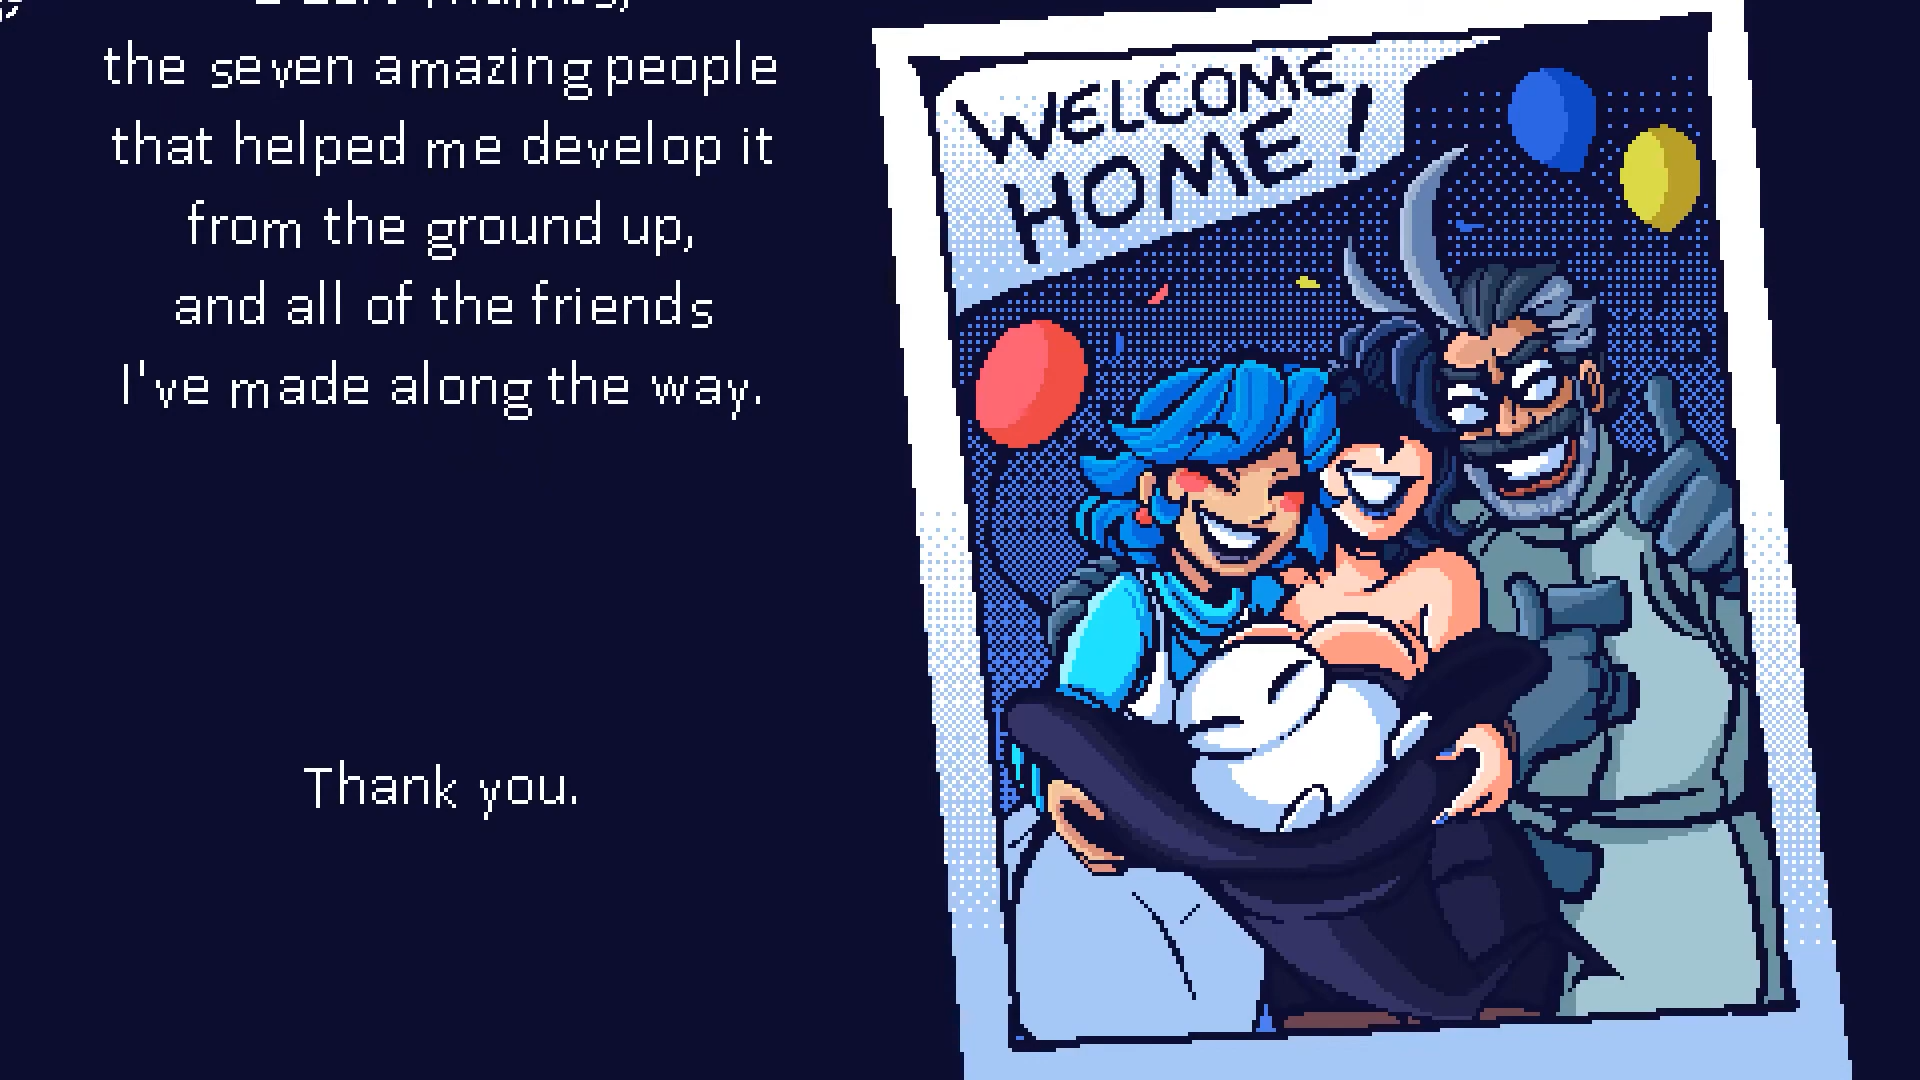 the seven amazing people
that helped me develop it
from the ground up,
and all of the friends
I've made along the way.
Thank you.
WELCOME
HOME!